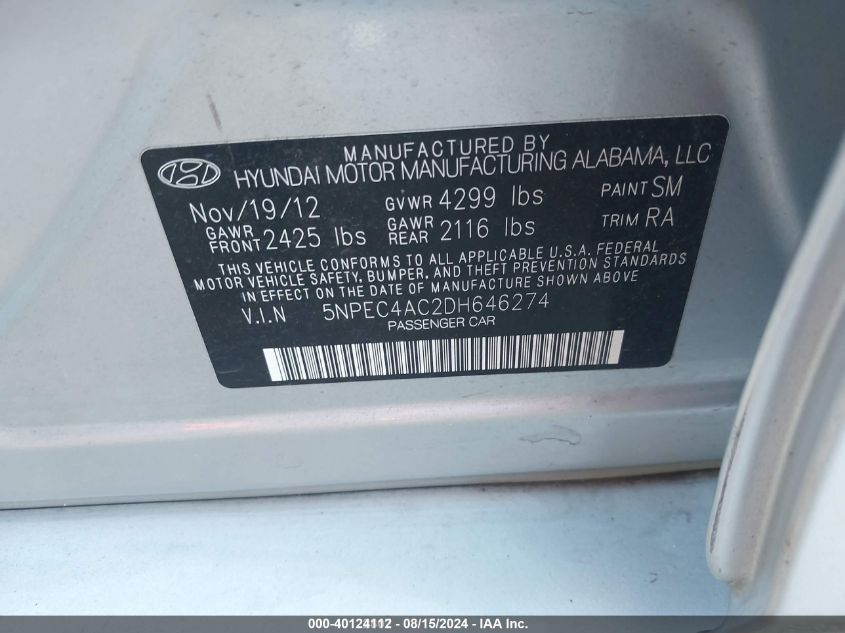 MANUFACTURED BY
HYUNDAI MOTOR MANUFACTURING ALABAMA, LLC
Nov/19/12 GVWR 4299 lbs PAINT SM
GAWR FRONT 2425 lbs GAWR REAR 2116 lbs TRIM RA
THIS VEHICLE CONFORMS TO ALL APPLICABLE U.S.A. FEDERAL
MOTOR VEHICLE SAFETY, BUMPER, AND THEFT PREVENTION STANDARDS
IN EFFECT ON THE DATE OF MANUFACTURE SHOWN ABOVE
V.I.N 5NPEC4AC2DH646274
PASSENGER CAR
000-40124112 - 08/15/2024 - IAA Inc.